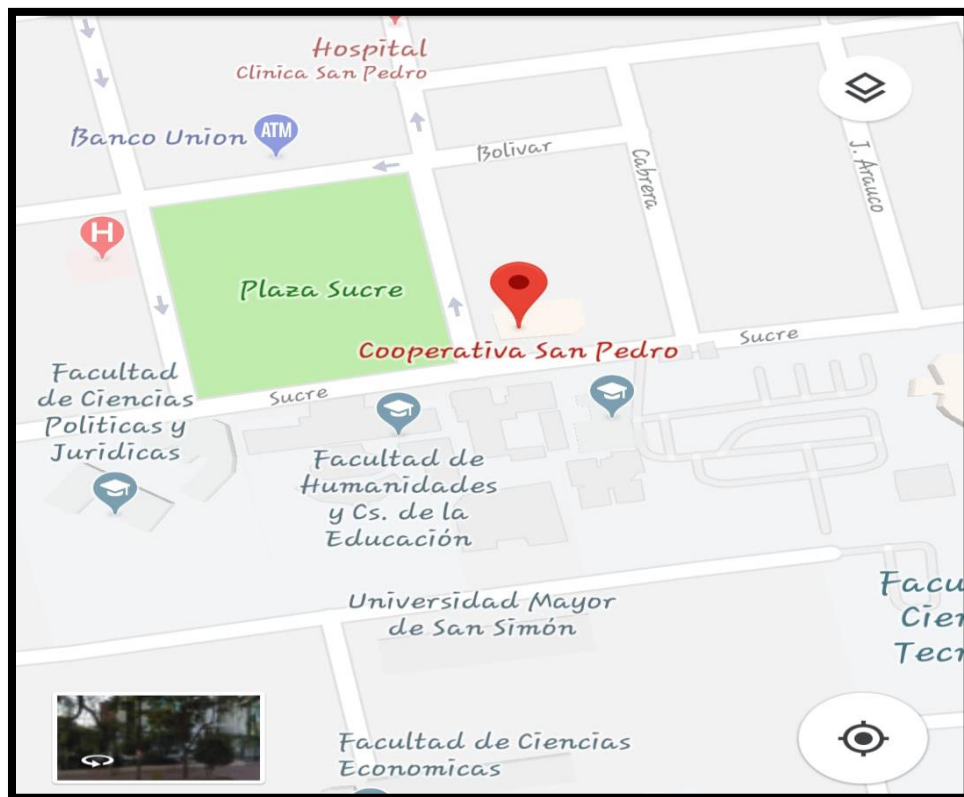 Hospital
Clinica San Pedro
Banco Union
ATM
Bolivar
Cabrera
J. Arauco
H
Plaza Sucre
Cooperativa San Pedro
Sucre
Sucre
Facultad
de Ciencias
Politicas y
Juridicas
Facultad de
Humanidades
y Cs. de la
Educación
Universidad Mayor
de San Simón
Facu
Cier
Tecr
Facultad de Ciencias
Economicas